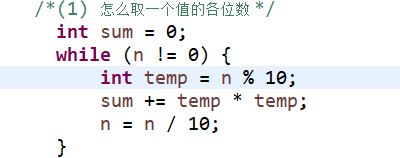 /*(1) 怎么取一个值的各位数 */
int sum = 0;
while (n != 0) {
int temp = n % 10;
sum += temp * temp;
n = n / 10;
}